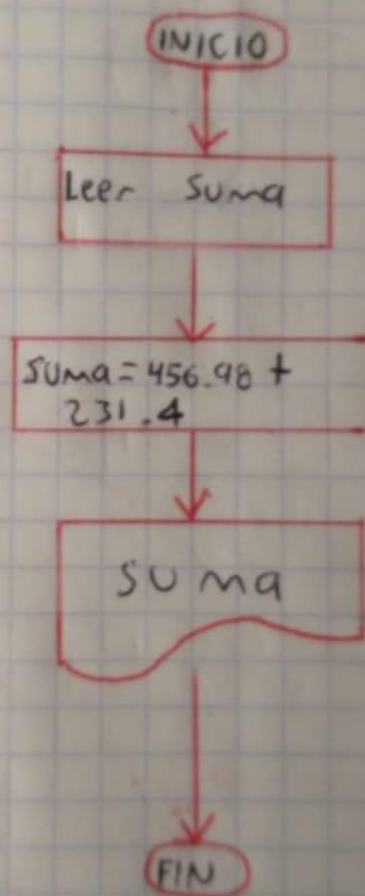 INICIO
Leer suma
suma = 456.98 +
231.4
suma
FIN